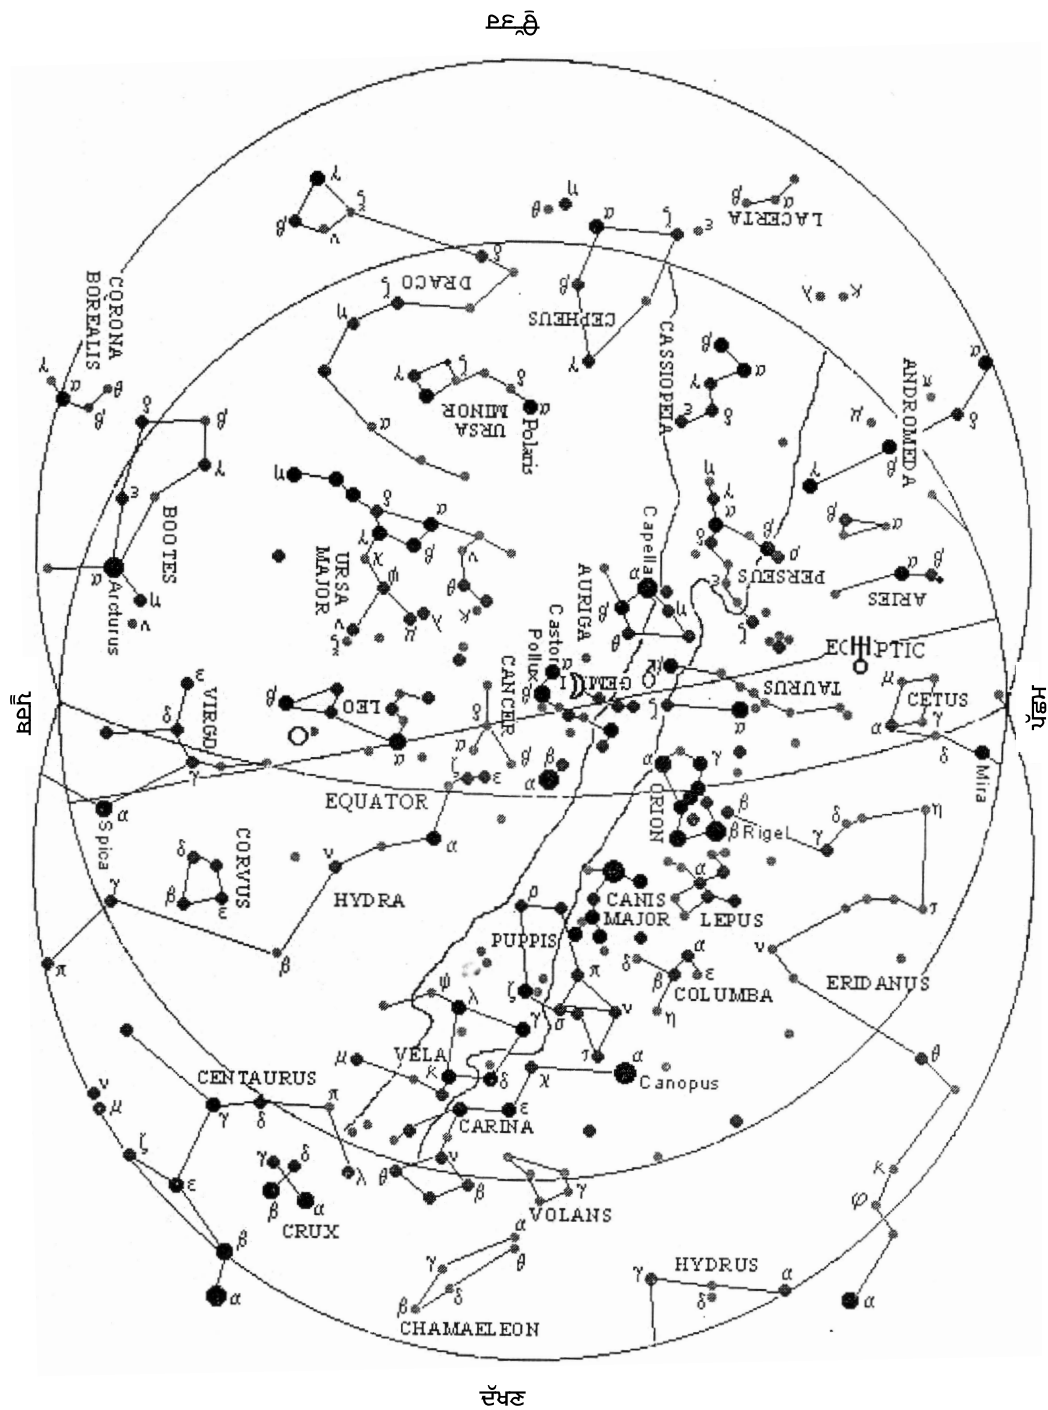 ਉੱਤਰ
η
γ
ξ
θ
α
ζ
ε
β
α
LACERTA
β
ν
δ
DRACO
ζ
β
λ
κ
CORONA
BOREALIS
η
CEPHEUS
CASSIOPEIA
β
α
γ
γ
α
θ
β
γ
ζ
δ
α
URSA
MINOR
Polaris
γ
δ
ε
ANDROMEDA
π
α
δ
μ
β
γ
δ
β
γ
ε
BOOTES
α
Arcturus
η
ν
η
δ
α
γ
β
χ
ψ
URSA
MAJOR
ν
ξ
μ
λ
ν
θ
κ
Capella
α
β
η
θ
AURIGA
η
γ
α
δ
ε
β
ρ
PERSEUS
ζ
β
α
α
β
ARIES
ECLIPTIC
Castor
Pollux
α
β
GEMINI
TAURUS
ζ
α
μ
CETUS
α
γ
δ
Mira
ਪੂਰਬ
ਪੱਛਮ
ε
δ
VIRGO
γ
β
LEO
α
CANCER
δ
α
β
ζ
ε
β
α
α
γ
ORION
β
Rigel
β
γ
δ
η
α
Spica
EQUATOR
α
ν
HYDRA
δ
β
ε
CORVUS
γ
π
β
CANIS
MAJOR
α
LEPUS
ρ
PUPPIS
π
ζ
σ
ν
τ
δ
α
β
ε
COLUMBA
η
τ
ν
ERIDANUS
ψ
λ
γ
VELA
μ
κ
δ
χ
α
Canopus
θ
CENTAURUS
π
γ
δ
ν
μ
ε
CARINA
ζ
ε
γ
δ
λ
β
α
CRUX
θ
ν
β
γ
VOLANS
κ
φ
β
α
α
γ
θ
β
δ
CHAMAELEON
HYDRUS
γ
δ
α
α
ਦੱਖਣ